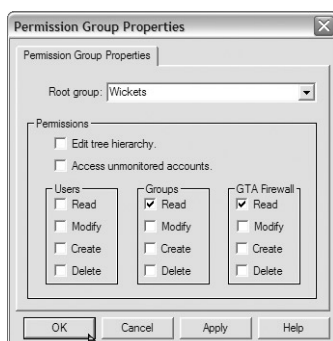 Permission Group Properties
Permission Group Properties
Root group: Wickets
Permissions
Edit tree hierarchy.
Access unmonitored accounts.
Users Groups GTA Firewall
Read Read Read
Modify Modify Modify
Create Create Create
Delete Delete Delete
OK Cancel Apply Help